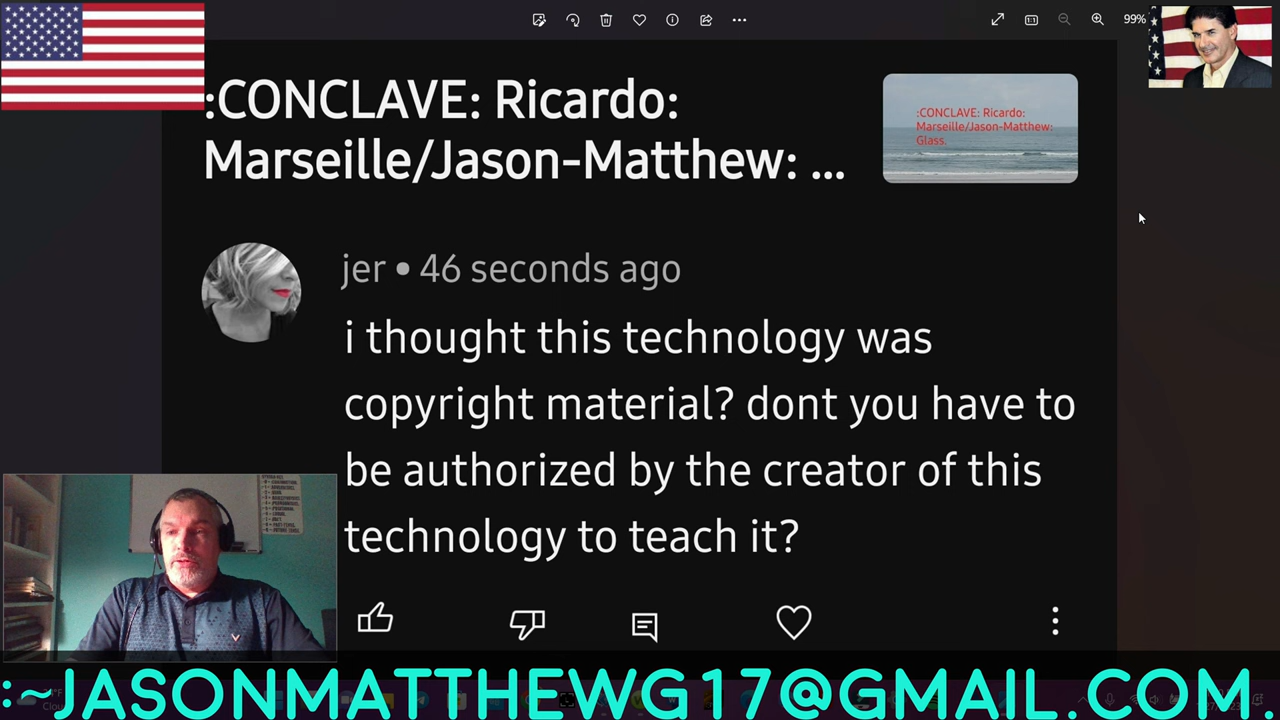 99%
:CONCLAVE: Ricardo:
Marseille/Jason-Matthew: ...
:CONCLAVE: Ricardo:
Marseille/Jason-Matthew:
Glass.
jer • 46 seconds ago
i thought this technology was
copyright material? dont you have to
be authorized by the creator of this
technology to teach it?
:~JASONMATTHEWG17@GMAIL.COM.